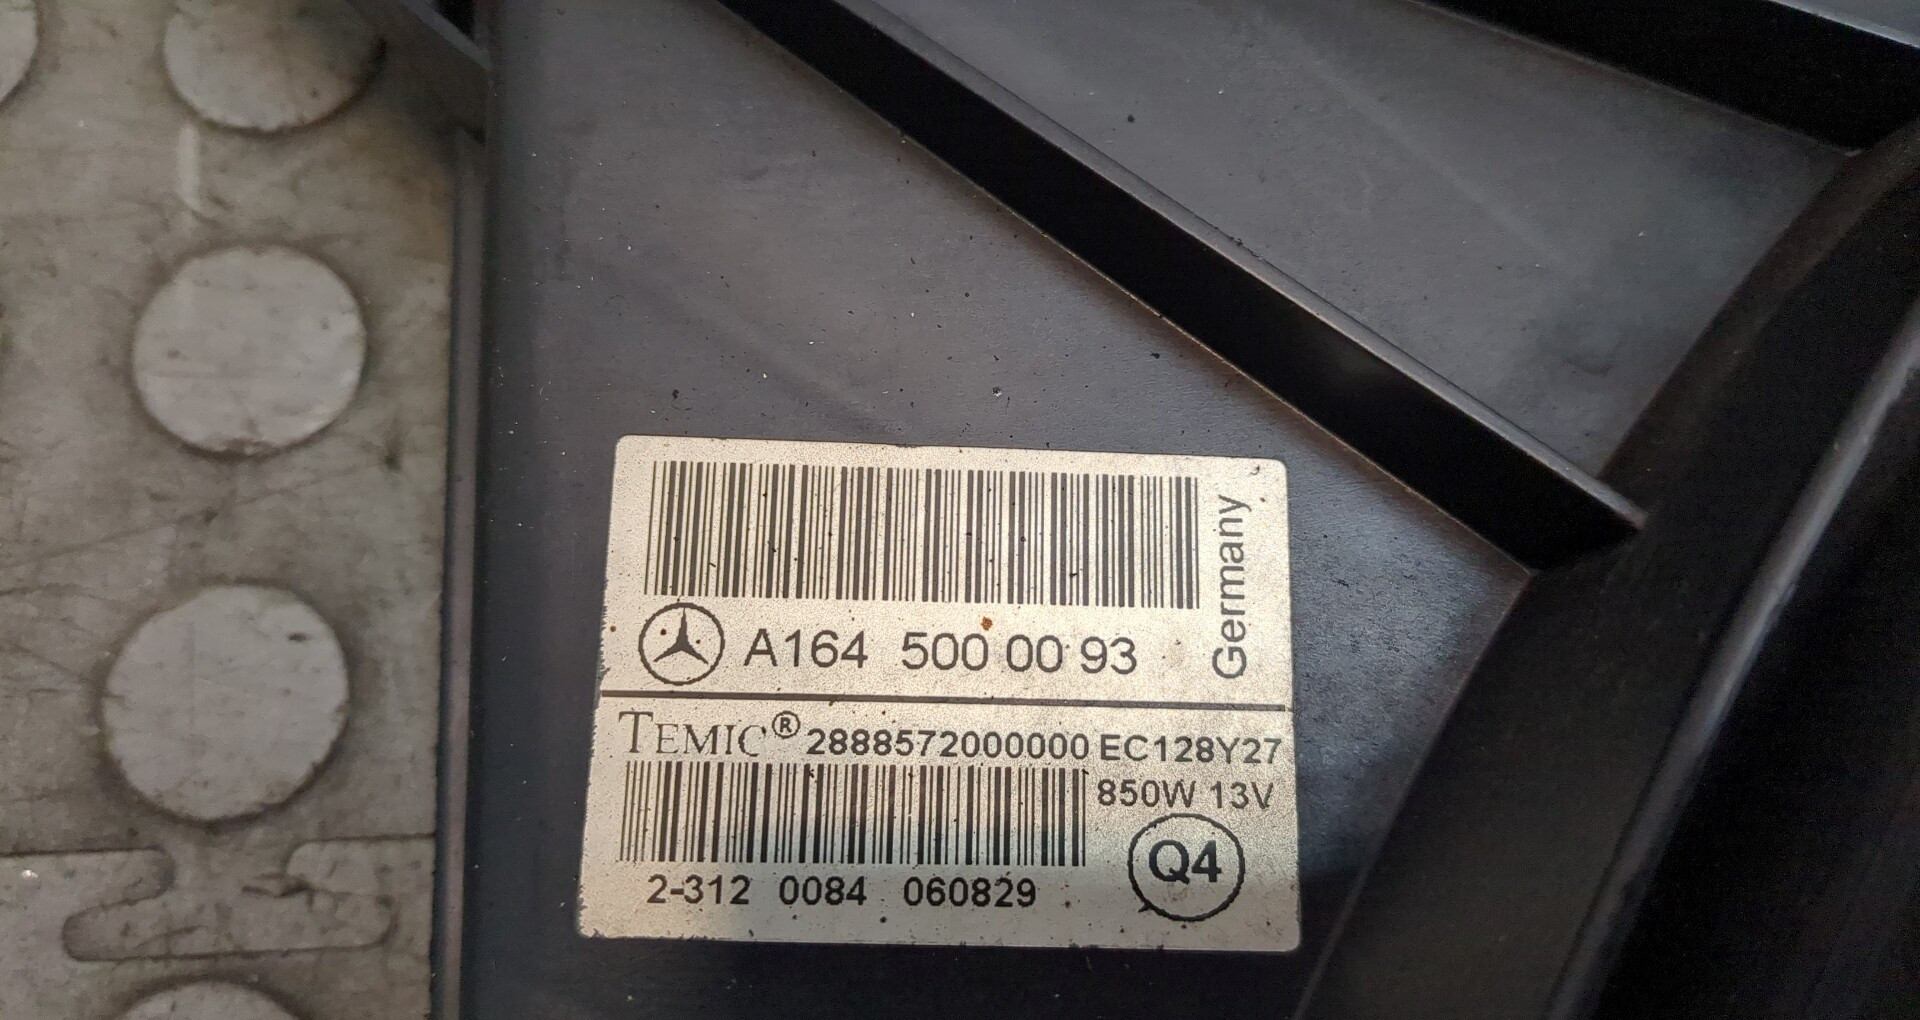 A164 500 00 93
Germany
TEMIC® 2888572000000 EC128Y27
850W 13V
Q4
2-312 0084 060829